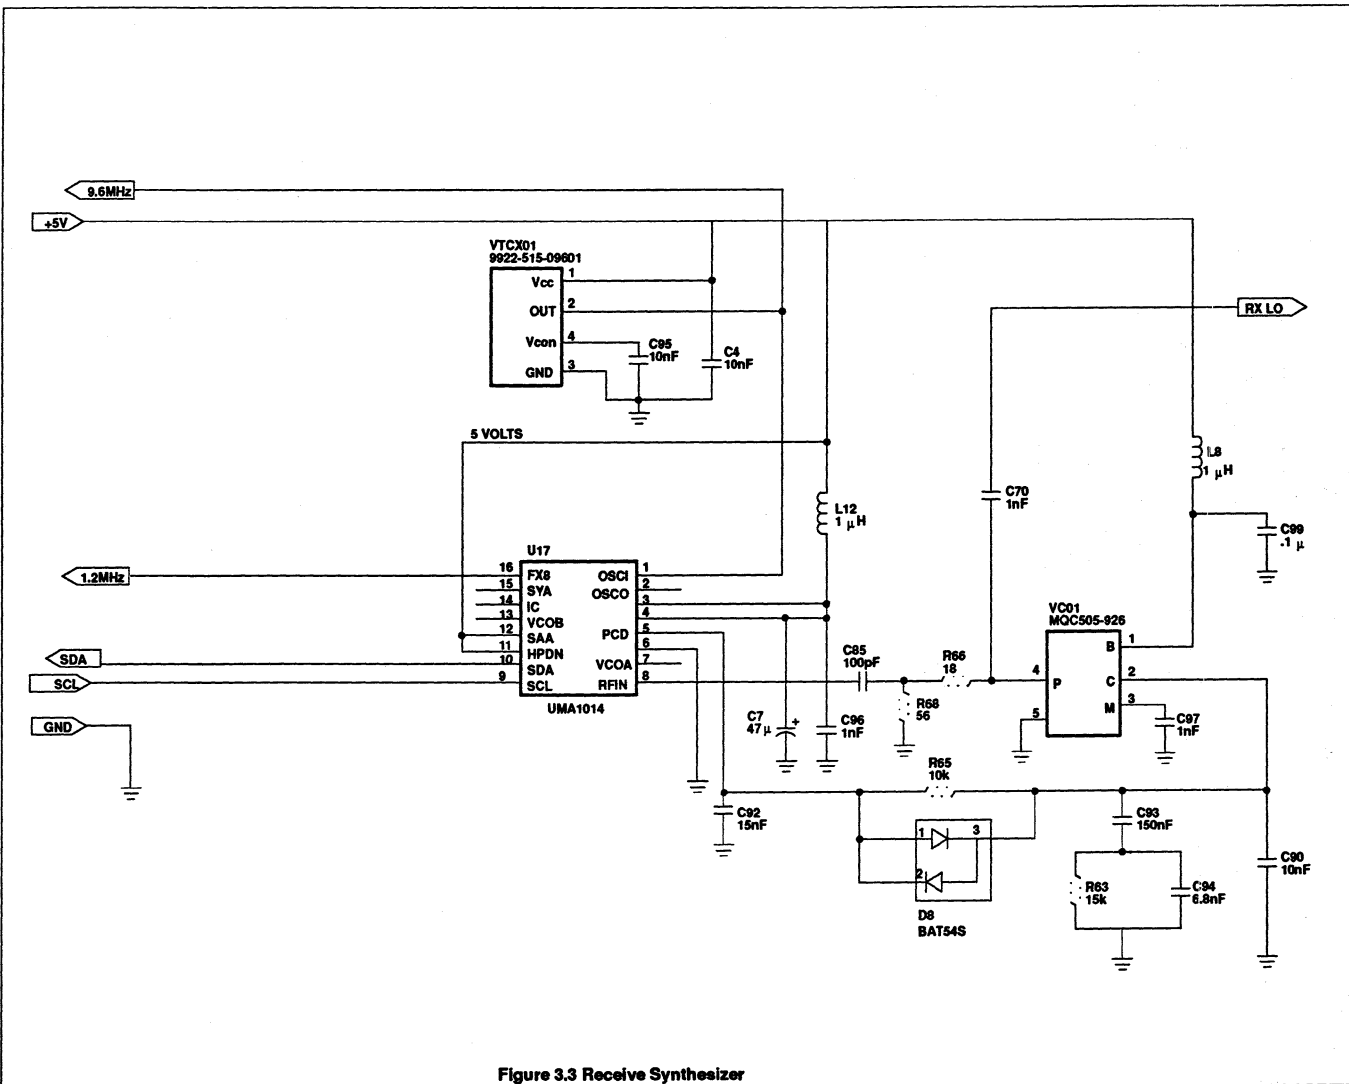 9.6MHz
+5V
VTCX01
9922-515-09601
Vcc 1
OUT 2
Vcon 4
GND 3
C95
10nF
C4
10nF
RX LO
5 VOLTS
L8
1 μH
L12
1 μH
C70
1nF
C99
.1 μ
U17
1.2MHz
16 FX8 OSCI 1
15 SYA OSCO 2
14 IC 3
13 VCOB 4
12 SAA PCD 5
11 HPDN 6
10 SDA VCOA 7
9 SCL RFIN 8
UMA1014
SDA
SCL
GND
VC01
MQC505-926
B 1
4 P C 2
M 3
5
C85
100pF
R66
18
R68
56
C7
47μ
+
C96
1nF
C97
1nF
R65
10k
C92
15nF
1 3
2
D8
BAT54S
C93
150nF
R63
15k
C94
6.8nF
C90
10nF
Figure 3.3 Receive Synthesizer